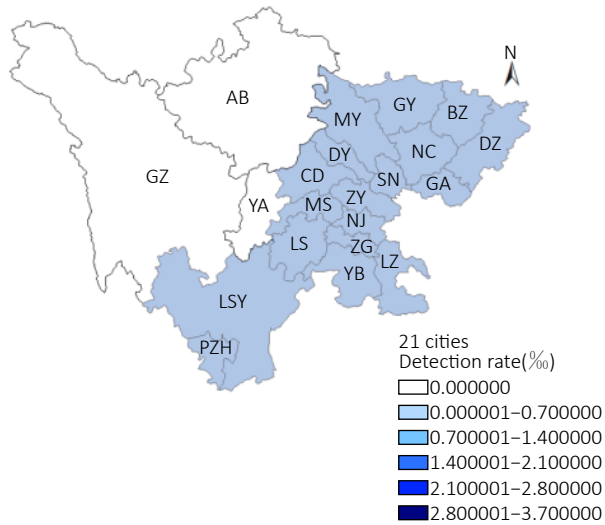 N
AB
GY
BZ
MY
DZ
NC
DY
CD
SN
GA
GZ
YA
MS
ZY
NJ
LS
ZG
LZ
YB
LSY
PZH
21 cities
Detection rate(‰)
0.000000
0.000001–0.700000
0.700001–1.400000
1.400001–2.100000
2.100001–2.800000
2.800001–3.700000